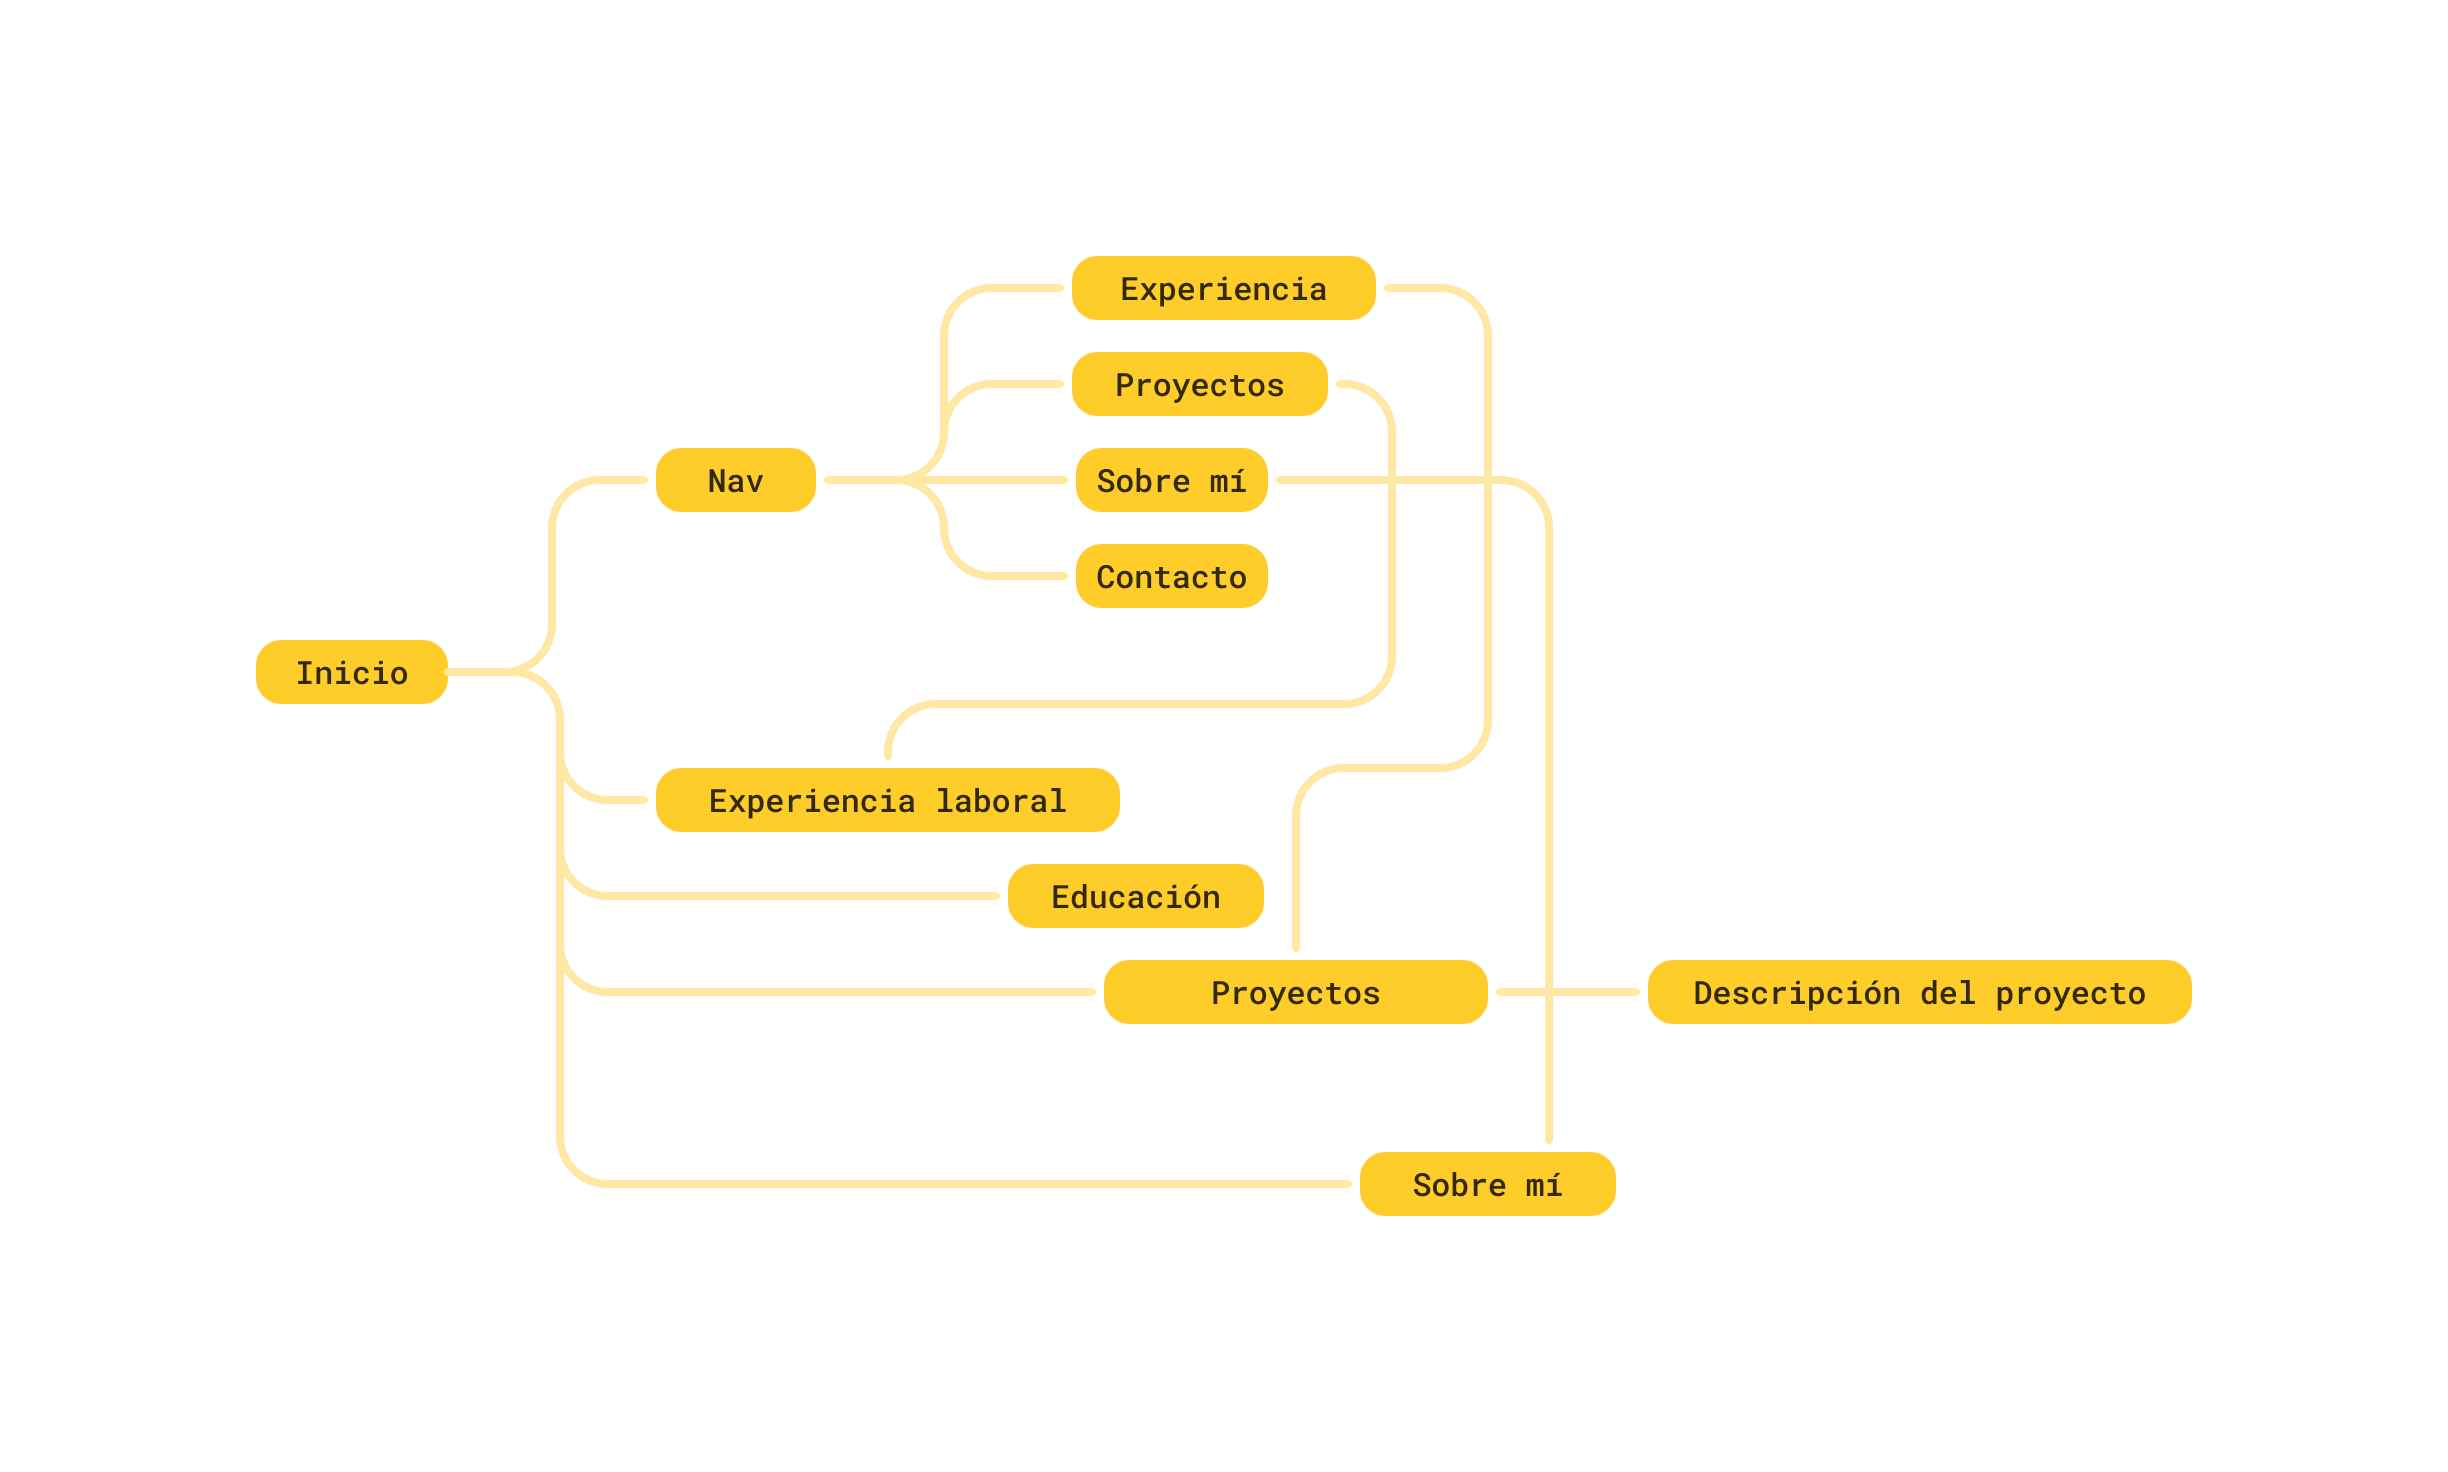 Experiencia
Proyectos
Nav
Sobre mí
Contacto
Inicio
Experiencia laboral
Educación
Proyectos
Descripción del proyecto
Sobre mí